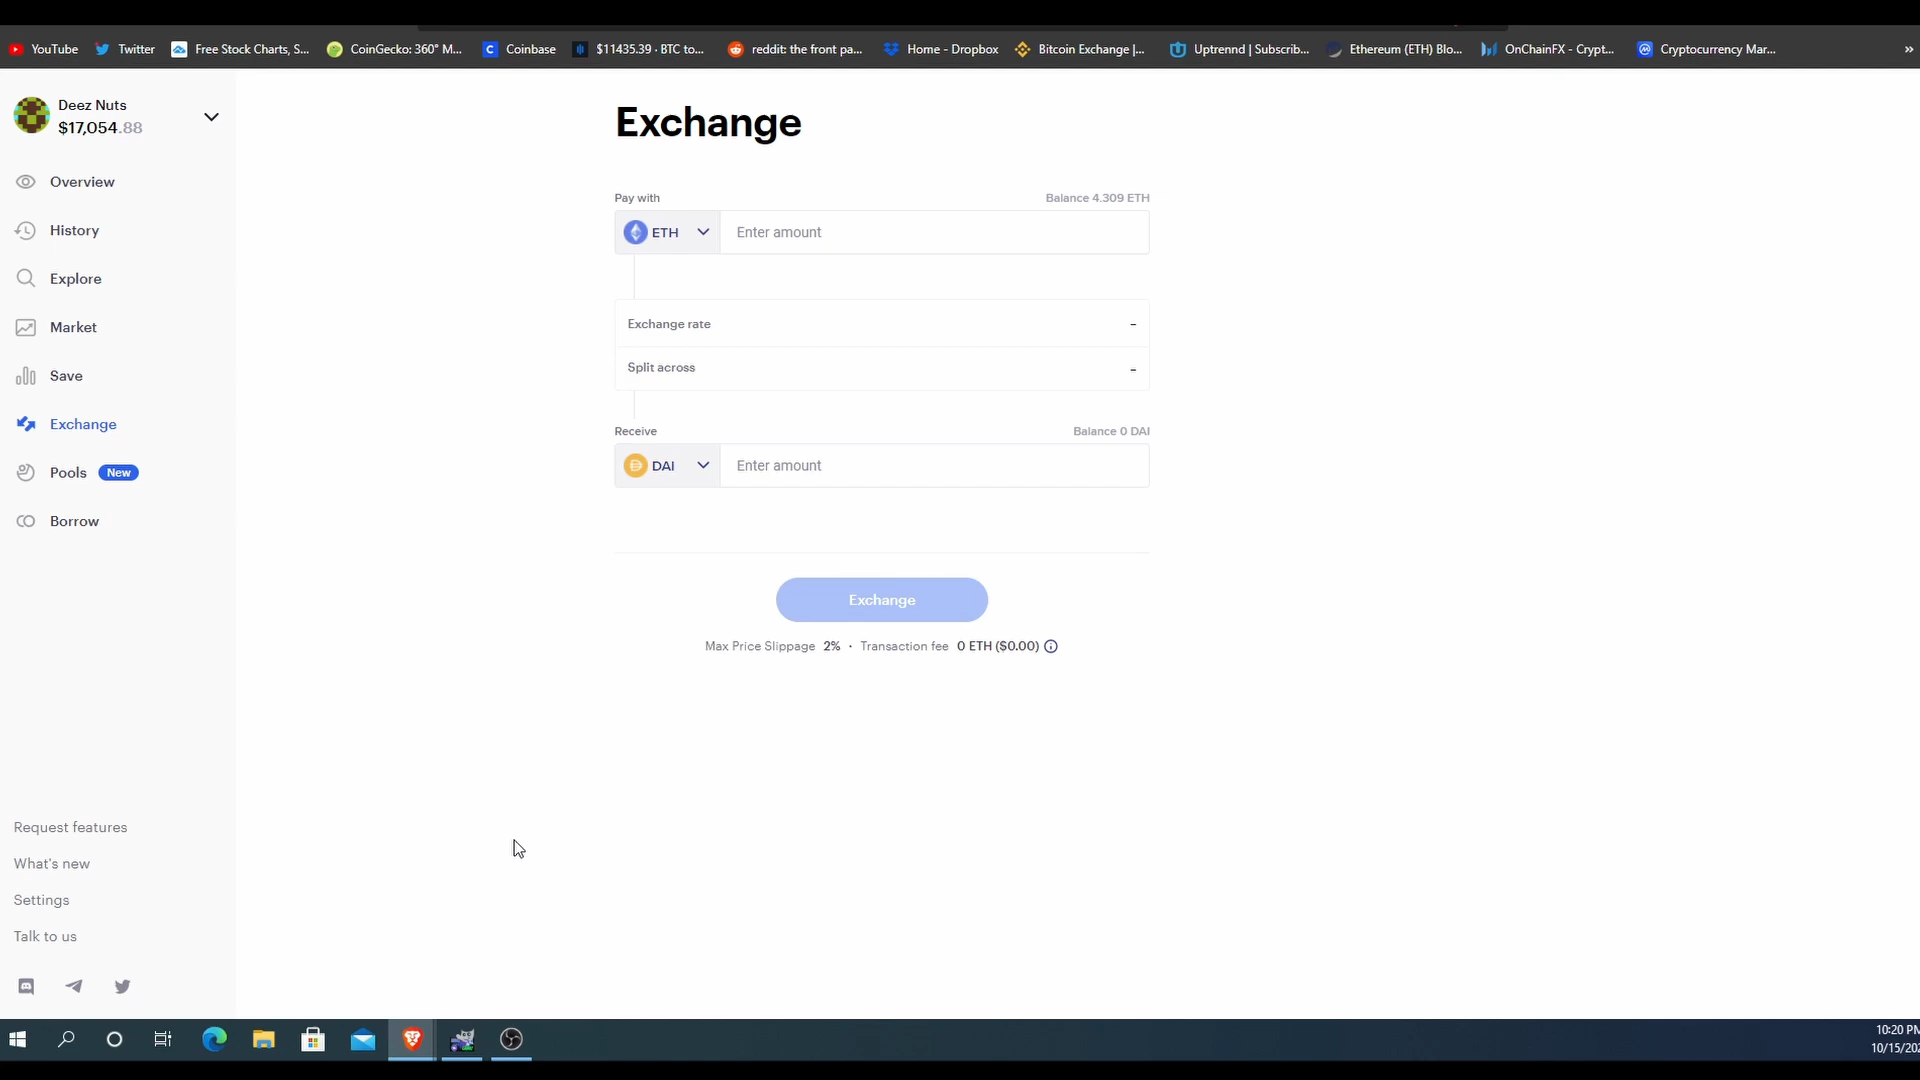 YouTube
Twitter
Free Stock Charts, S...
CoinGecko: 360° M...
Coinbase
$11435.39 · BTC to...
reddit: the front pa...
Home - Dropbox
Bitcoin Exchange |...
Uptrennd | Subscrib...
Ethereum (ETH) Blo...
OnChainFX - Crypt...
Cryptocurrency Mar...
»
Deez Nuts
$17,054.88
Overview
History
Explore
Market
Save
Exchange
Pools New
Borrow
Request features
What's new
Settings
Talk to us
Exchange
Pay with
Balance 4.309 ETH
ETH
Enter amount
Exchange rate
-
Split across
-
Receive
Balance 0 DAI
DAI
Enter amount
Exchange
Max Price Slippage 2% · Transaction fee 0 ETH ($0.00)
10:20 PM
10/15/202